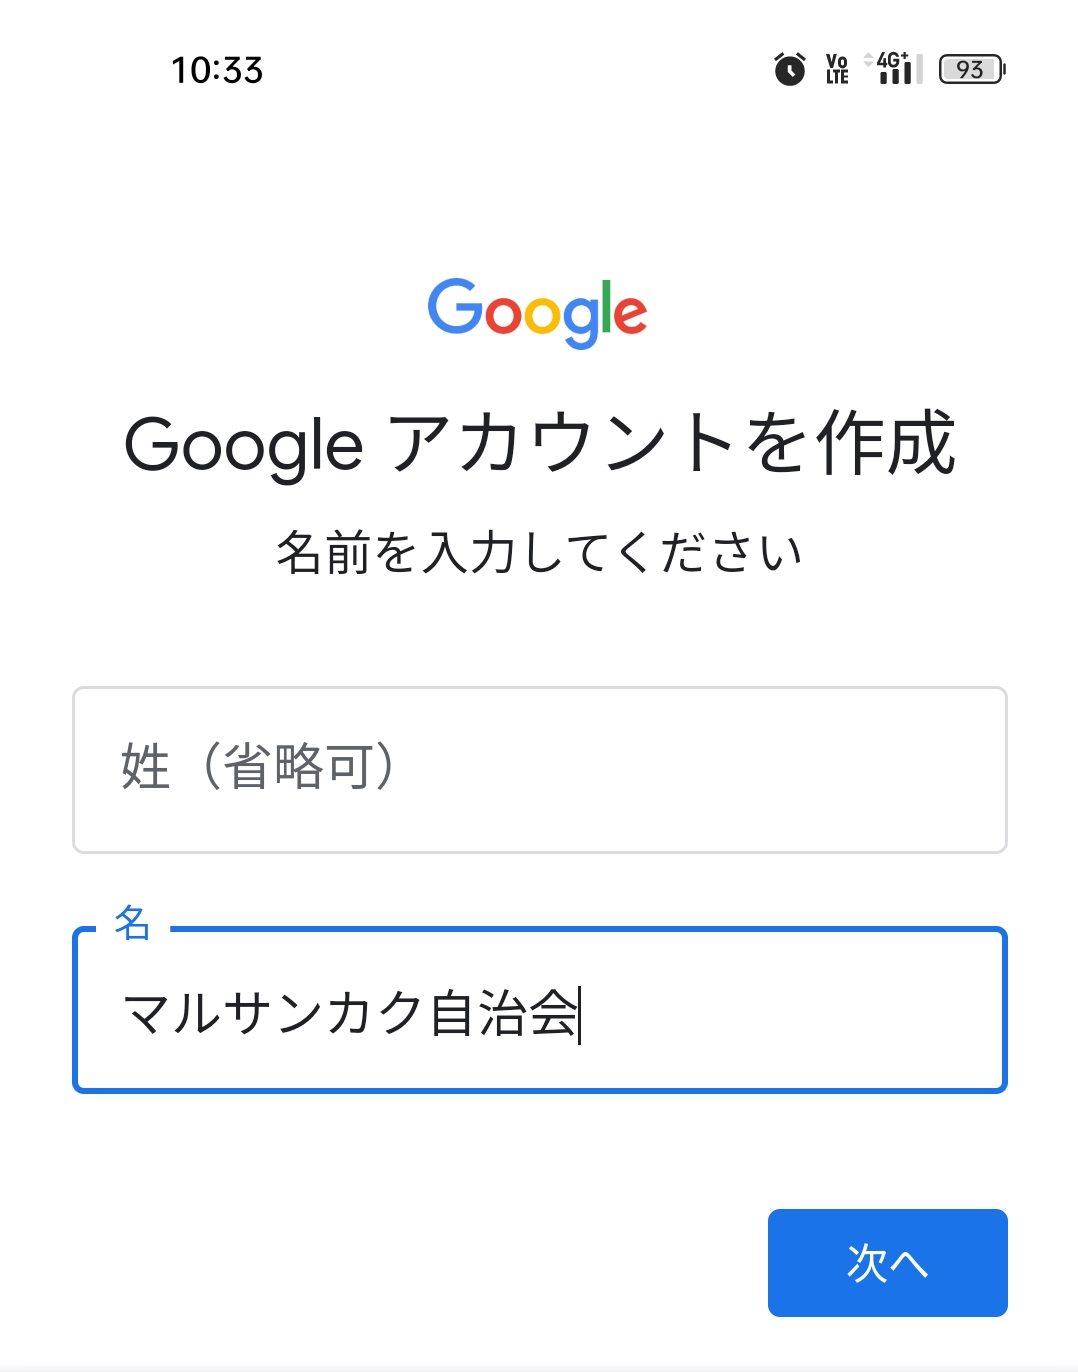 10:33
Vo LTE 4G+ 93
Google
Google アカウントを作成
名前を入力してください
姓（省略可）
名
マルサンカク自治会
次へ